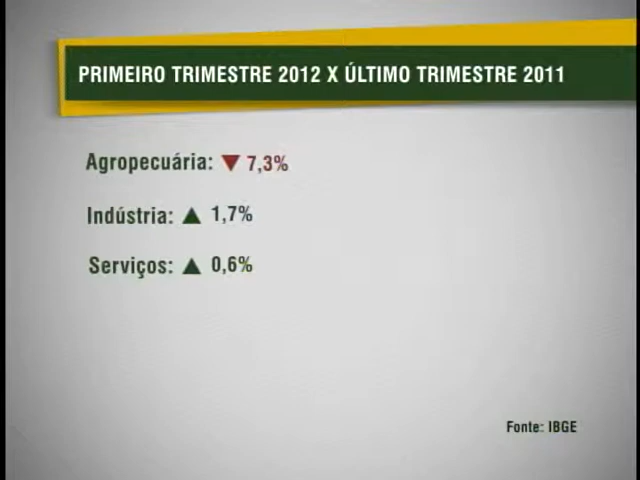 PRIMEIRO TRIMESTRE 2012 X ÚLTIMO TRIMESTRE 2011
Agropecuária: ▼ 7,3%
Indústria: ▲ 1,7%
Serviços: ▲ 0,6%
Fonte: IBGE